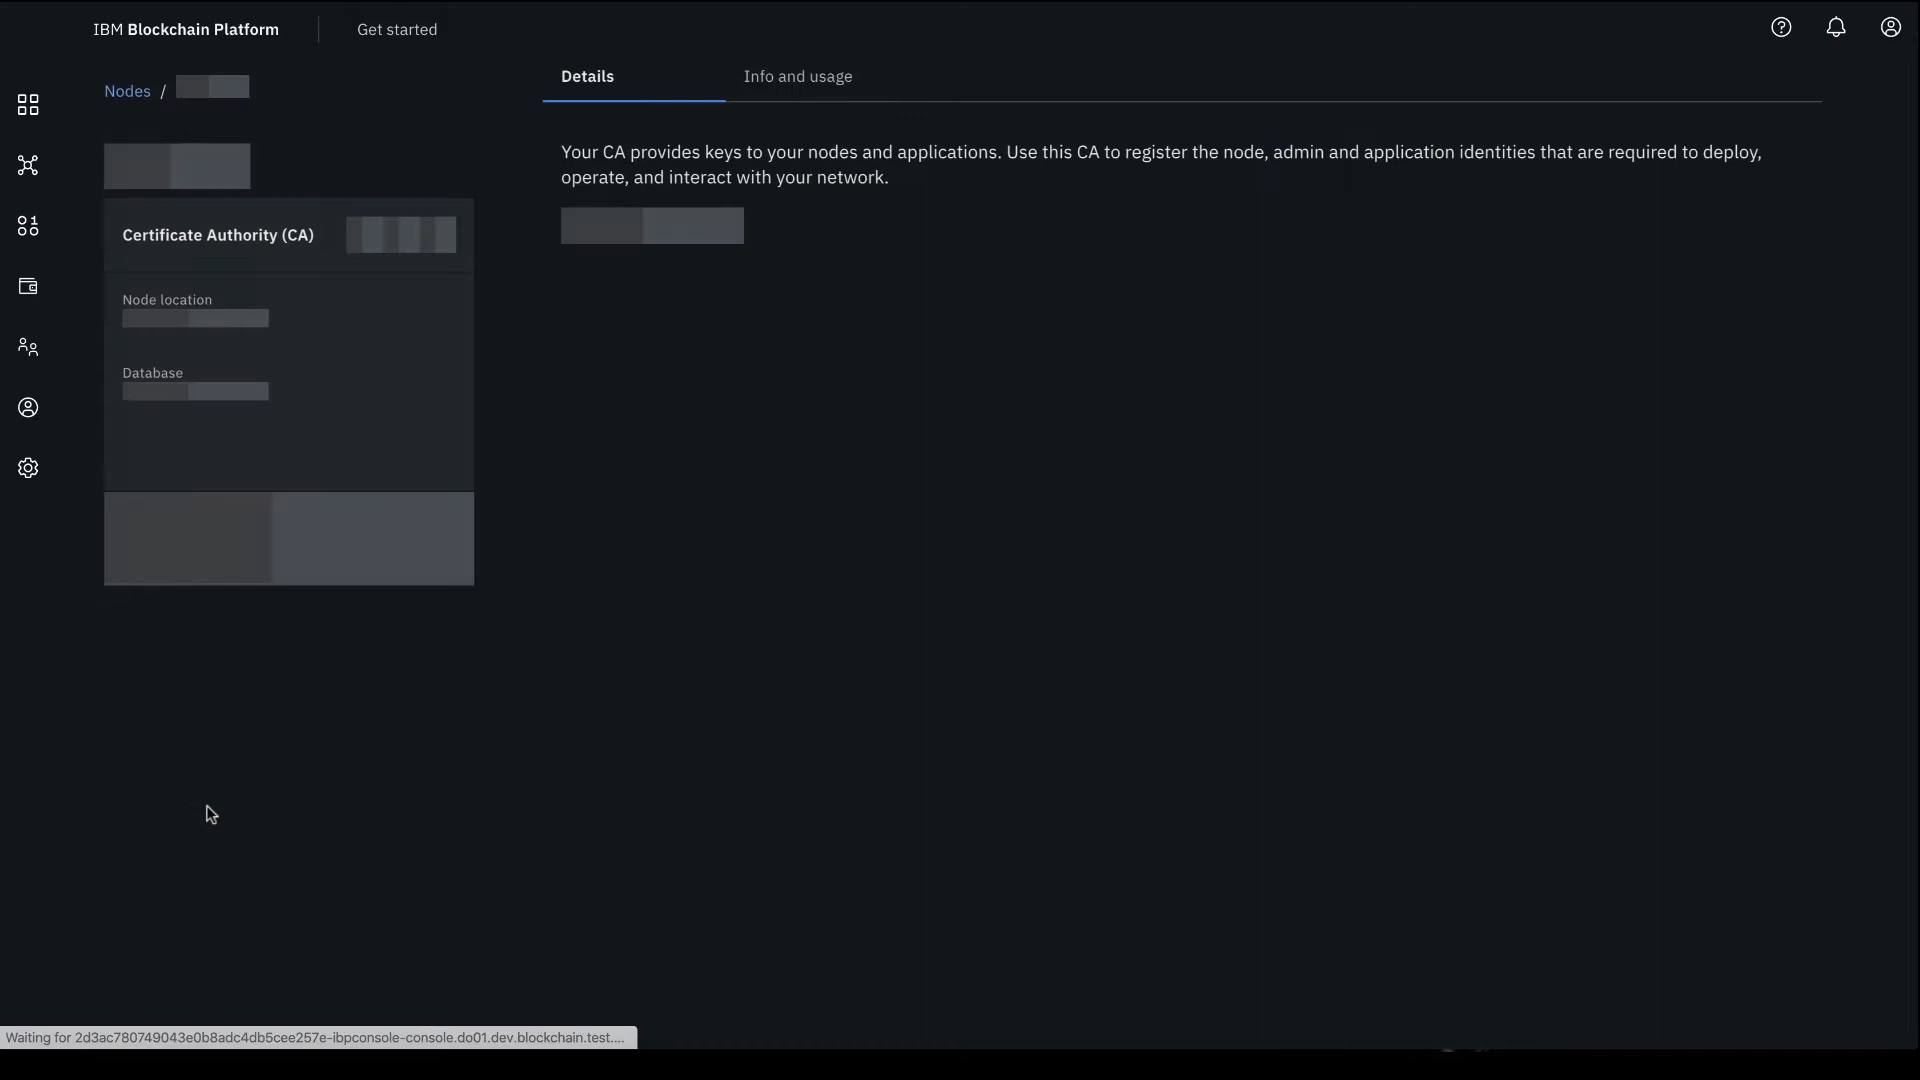 IBM Blockchain Platform
Get started
Nodes /
Details
Info and usage
Your CA provides keys to your nodes and applications. Use this CA to register the node, admin and application identities that are required to deploy,
operate, and interact with your network.
Certificate Authority (CA)
Node location
Database
Waiting for 2d3ac780749043e0b8adc4db5cee257e-ibpconsole-console.do01.dev.blockchain.test....